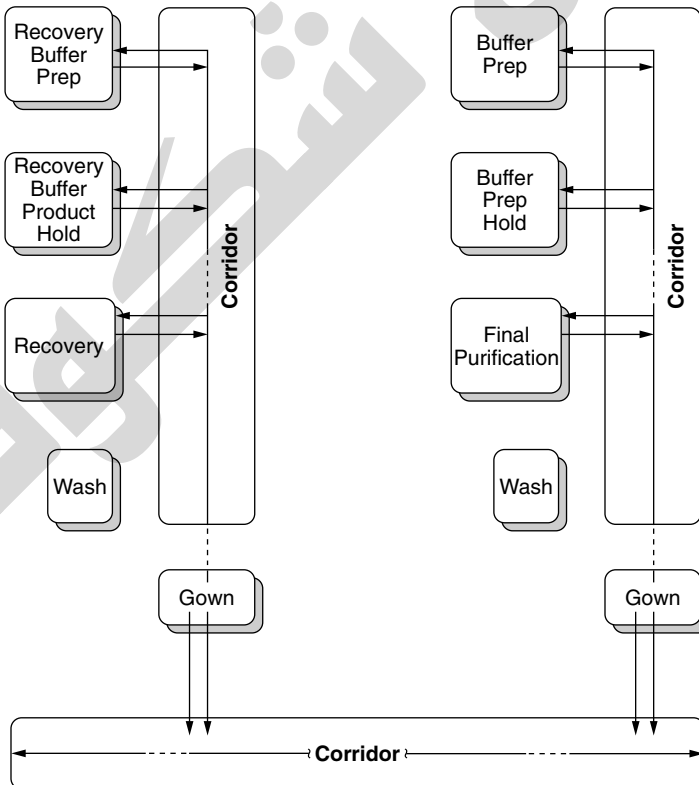 Recovery
Buffer
Prep
Recovery
Buffer
Product
Hold
Recovery
Wash
Corridor
Gown
Buffer
Prep
Buffer
Prep
Hold
Final
Purification
Wash
Corridor
Gown
Corridor